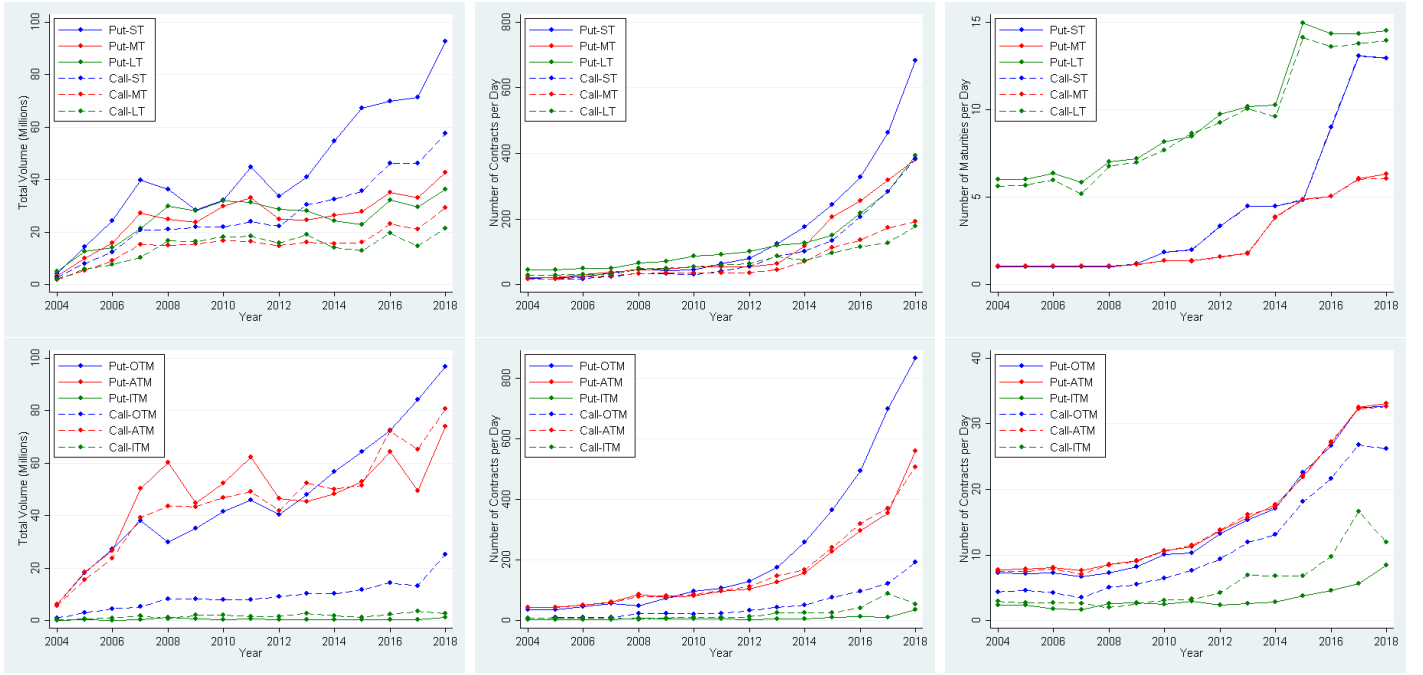 Total Volume (Millions)
100
80
60
40
20
0
Put-ST
Put-MT
Put-LT
Call-ST
Call-MT
Call-LT
2004 2006 2008 2010 2012 2014 2016 2018
Year
Number of Contracts per Day
800
600
400
200
0
Put-ST
Put-MT
Put-LT
Call-ST
Call-MT
Call-LT
2004 2006 2008 2010 2012 2014 2016 2018
Year
Number of Maturities per Day
15
10
5
0
Put-ST
Put-MT
Put-LT
Call-ST
Call-MT
Call-LT
2004 2006 2008 2010 2012 2014 2016 2018
Year
Total Volume (Millions)
100
80
60
40
20
0
Put-OTM
Put-ATM
Put-ITM
Call-OTM
Call-ATM
Call-ITM
2004 2006 2008 2010 2012 2014 2016 2018
Year
Number of Contracts per Day
800
600
400
200
0
Put-OTM
Put-ATM
Put-ITM
Call-OTM
Call-ATM
Call-ITM
2004 2006 2008 2010 2012 2014 2016 2018
Year
Number of Contracts per Day
40
30
20
10
0
Put-OTM
Put-ATM
Put-ITM
Call-OTM
Call-ATM
Call-ITM
2004 2006 2008 2010 2012 2014 2016 2018
Year